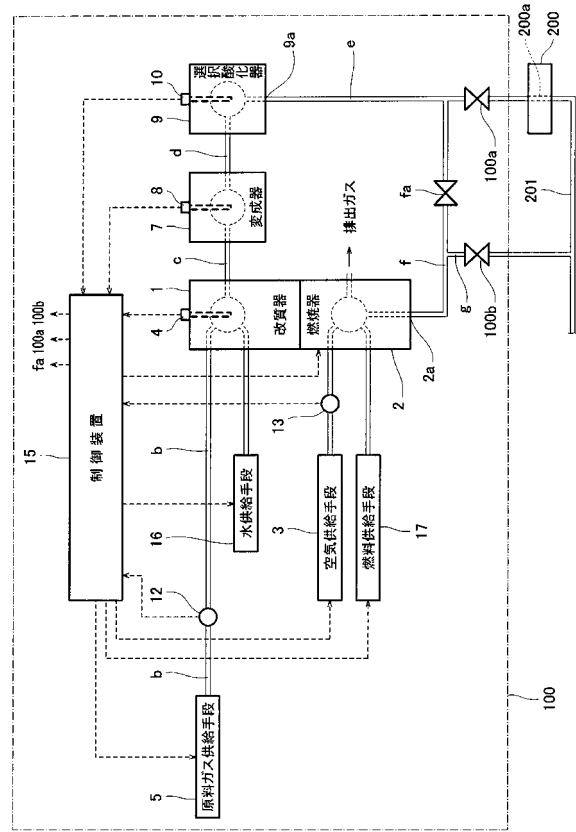 200a
200
100a
201
100b
10
9
選択酸化器
9a
e
d
8
7
変成器
c
fa
排出ガス
f
g
1
4
改質器
燃焼器
2a
2
fa 100a 100b
15
制御装置
13
b
水供給手段
16
空気供給手段
3
燃料供給手段
17
12
b
原料ガス供給手段
5
100